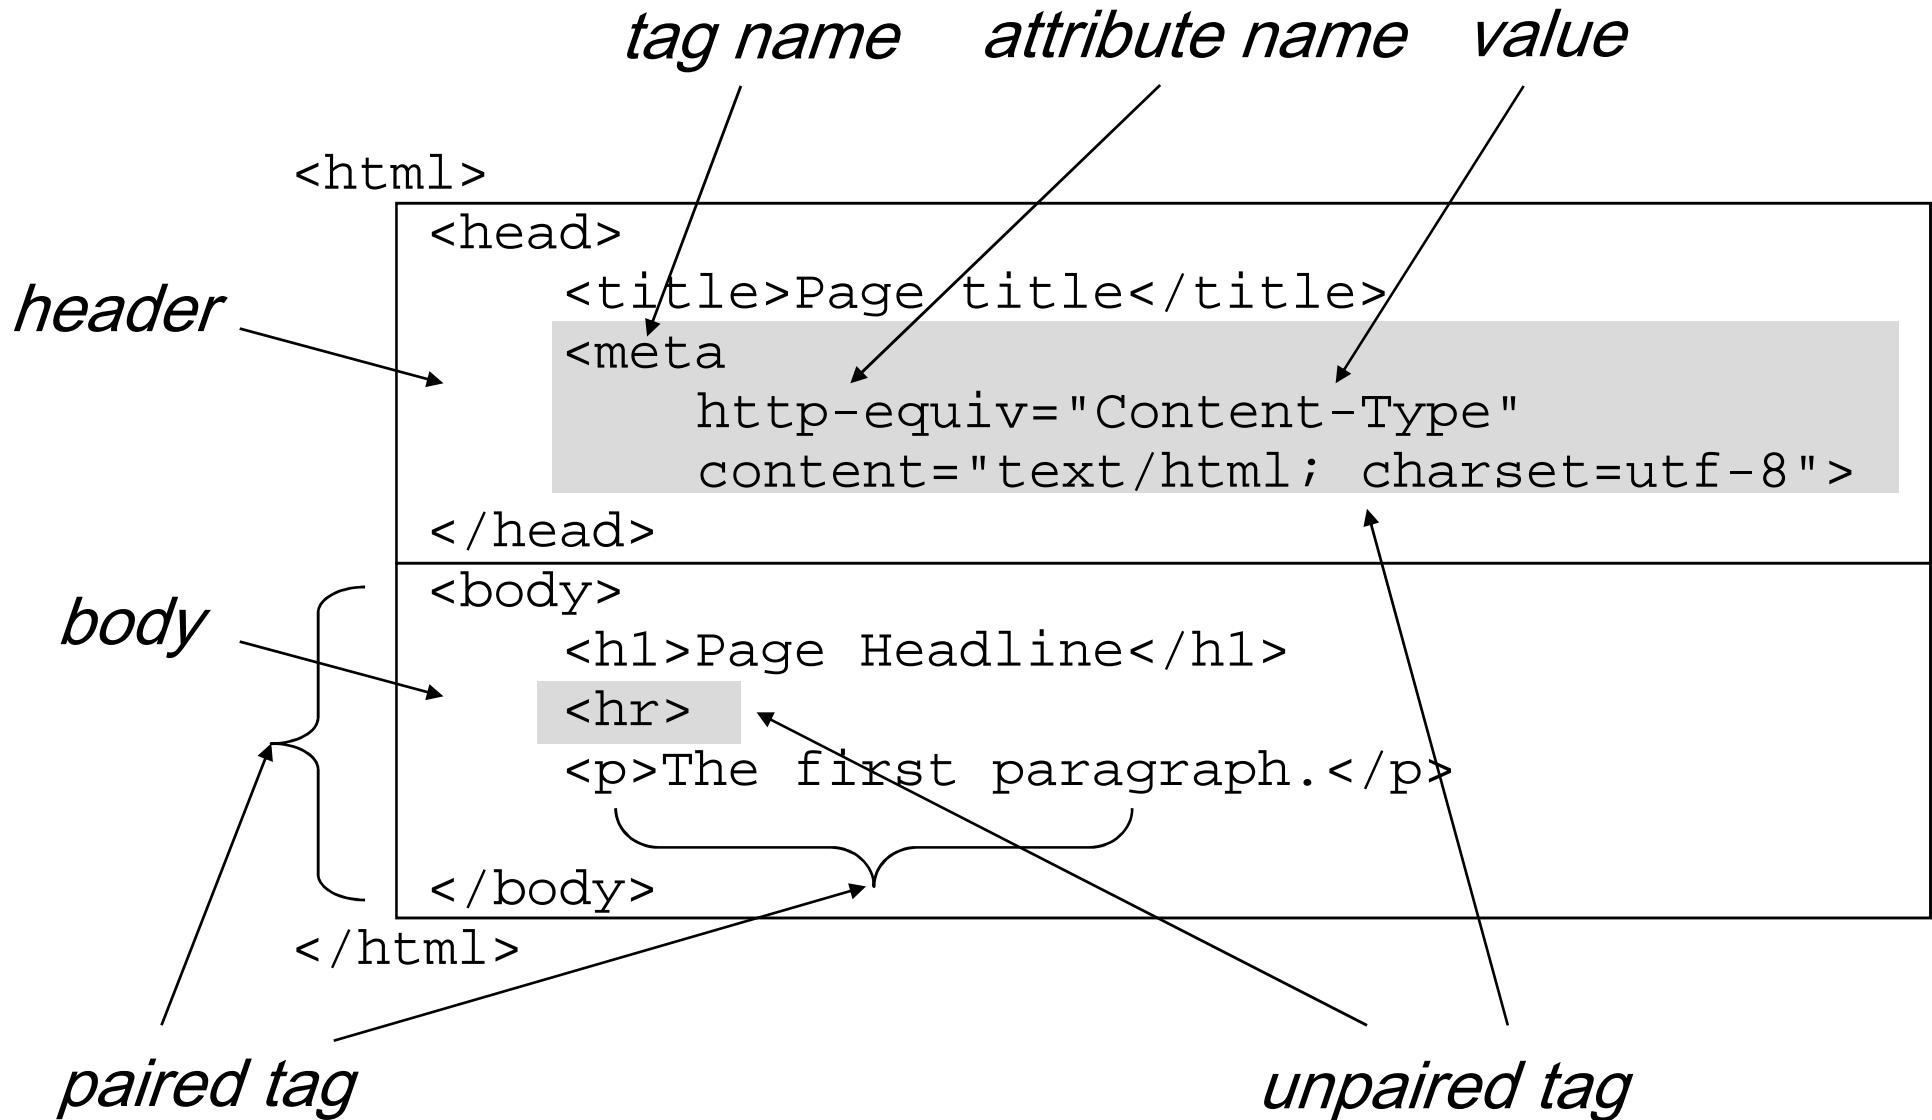 tag name attribute name value
<html>
<head>
<title>Page title</title>
header
<meta
http-equiv="Content-Type"
content="text/html; charset=utf-8">
</head>
<body>
body
<h1>Page Headline</h1>
<hr>
<p>The first paragraph.</p>
</body>
</html>
paired tag unpaired tag